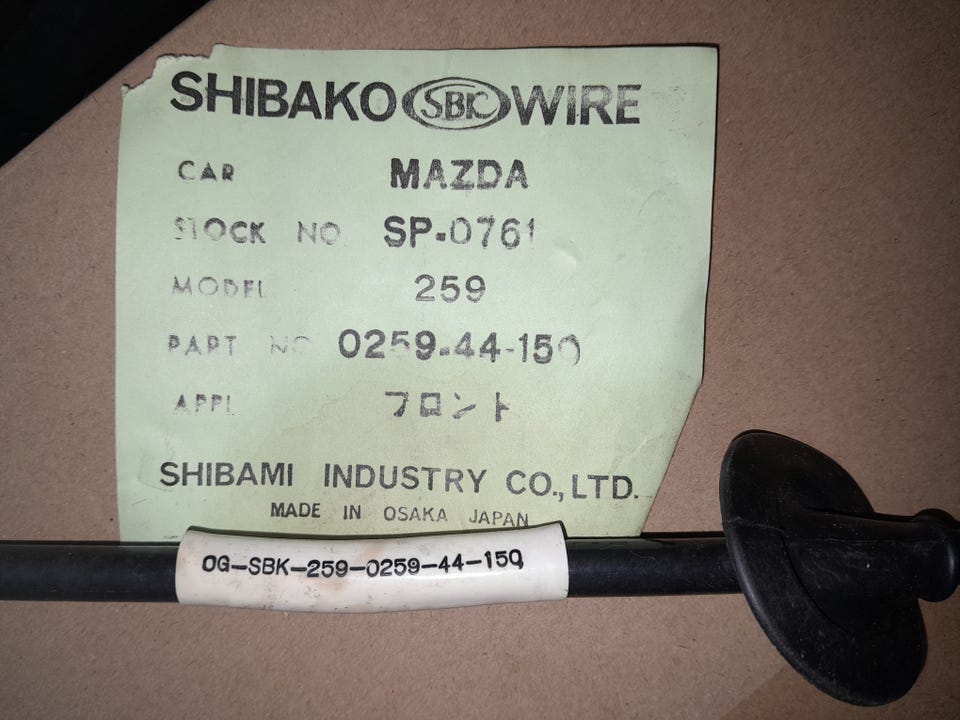 SHIBAKO SBK WIRE
CAR MAZDA
STOCK NO. SP-0761
MODEL 259
PART NO. 0259-44-150
APPL フロント
SHIBAMI INDUSTRY CO., LTD.
MADE IN OSAKA JAPAN
OG-SBK-259-0259-44-150